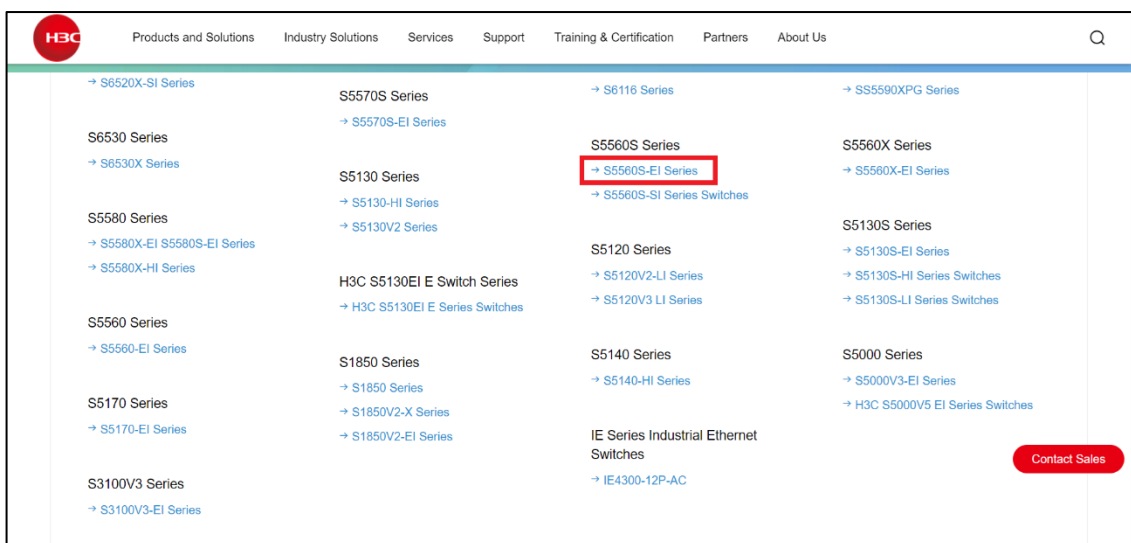 H3C
Products and Solutions
Industry Solutions
Services
Support
Training & Certification
Partners
About Us
→ S6520X-SI Series
S6530 Series
→ S6530X Series
S5580 Series
→ S5580X-EI S5580S-EI Series
→ S5580X-HI Series
S5560 Series
→ S5560-EI Series
S5170 Series
→ S5170-EI Series
S3100V3 Series
→ S3100V3-EI Series
S5570S Series
→ S5570S-EI Series
S5130 Series
→ S5130-HI Series
→ S5130V2 Series
H3C S5130EI E Switch Series
→ H3C S5130EI E Series Switches
S1850 Series
→ S1850 Series
→ S1850V2-X Series
→ S1850V2-EI Series
→ S6116 Series
S5560S Series
→ S5560S-EI Series
→ S5560S-SI Series Switches
S5120 Series
→ S5120V2-LI Series
→ S5120V3 LI Series
S5140 Series
→ S5140-HI Series
IE Series Industrial Ethernet
Switches
→ IE4300-12P-AC
→ SS5590XPG Series
S5560X Series
→ S5560X-EI Series
S5130S Series
→ S5130S-EI Series
→ S5130S-HI Series Switches
→ S5130S-LI Series Switches
S5000 Series
→ S5000V3-EI Series
→ H3C S5000V5 EI Series Switches
Contact Sales